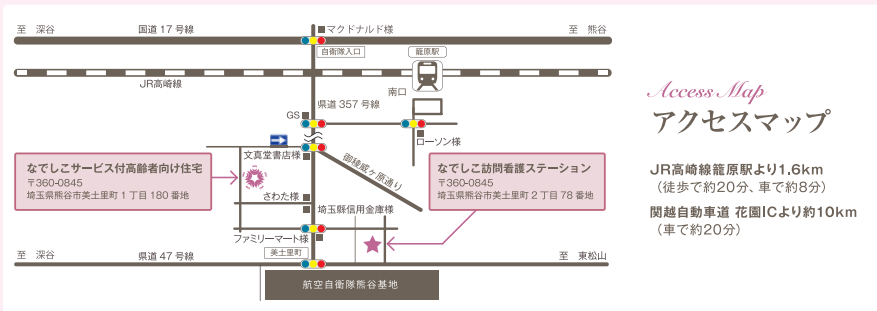 至 深谷
国道17号線
マクドナルド様
至 熊谷
自衛隊入口
籠原駅
JR高崎線
南口
GS
県道357号線
ローソン様
文真堂書店様
御稜威ヶ原通り
なでしこサービス付高齢者向け住宅
〒360-0845
埼玉県熊谷市美土里町1丁目180番地
なでしこ訪問看護ステーション
〒360-0845
埼玉県熊谷市美土里町2丁目78番地
さわた様
埼玉縣信用金庫様
ファミリーマート様
美土里町
至 深谷
県道47号線
至 東松山
航空自衛隊熊谷基地
Access Map
アクセスマップ
JR高崎線籠原駅より1.6km
（徒歩で約20分、車で約8分）
関越自動車道 花園ICより約10km
（車で約20分）